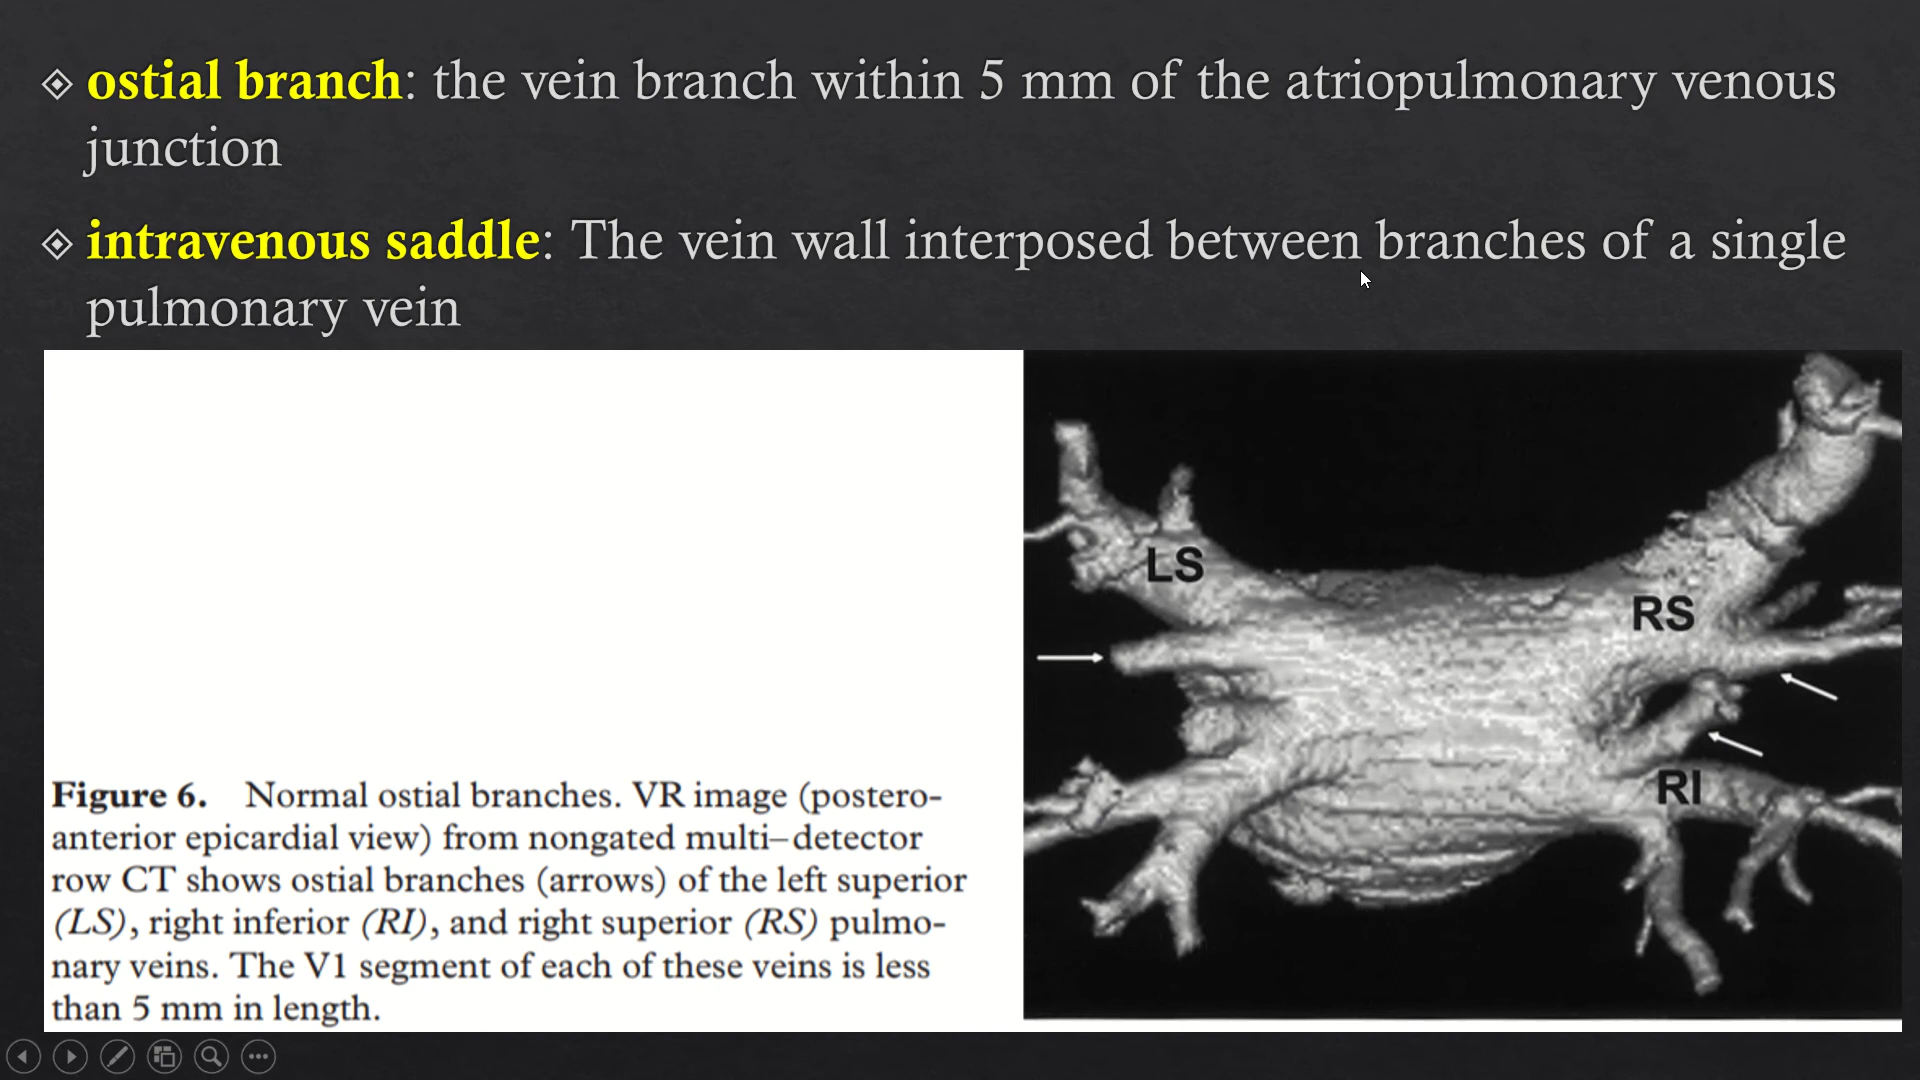 ostial branch: the vein branch within 5 mm of the atriopulmonary venous
junction
intravenous saddle: The vein wall interposed between branches of a single
pulmonary vein
Figure 6. Normal ostial branches. VR image (postero-
anterior epicardial view) from nongated multi–detector
row CT shows ostial branches (arrows) of the left superior
(LS), right inferior (RI), and right superior (RS) pulmo-
nary veins. The V1 segment of each of these veins is less
than 5 mm in length.
LS
RS
RI